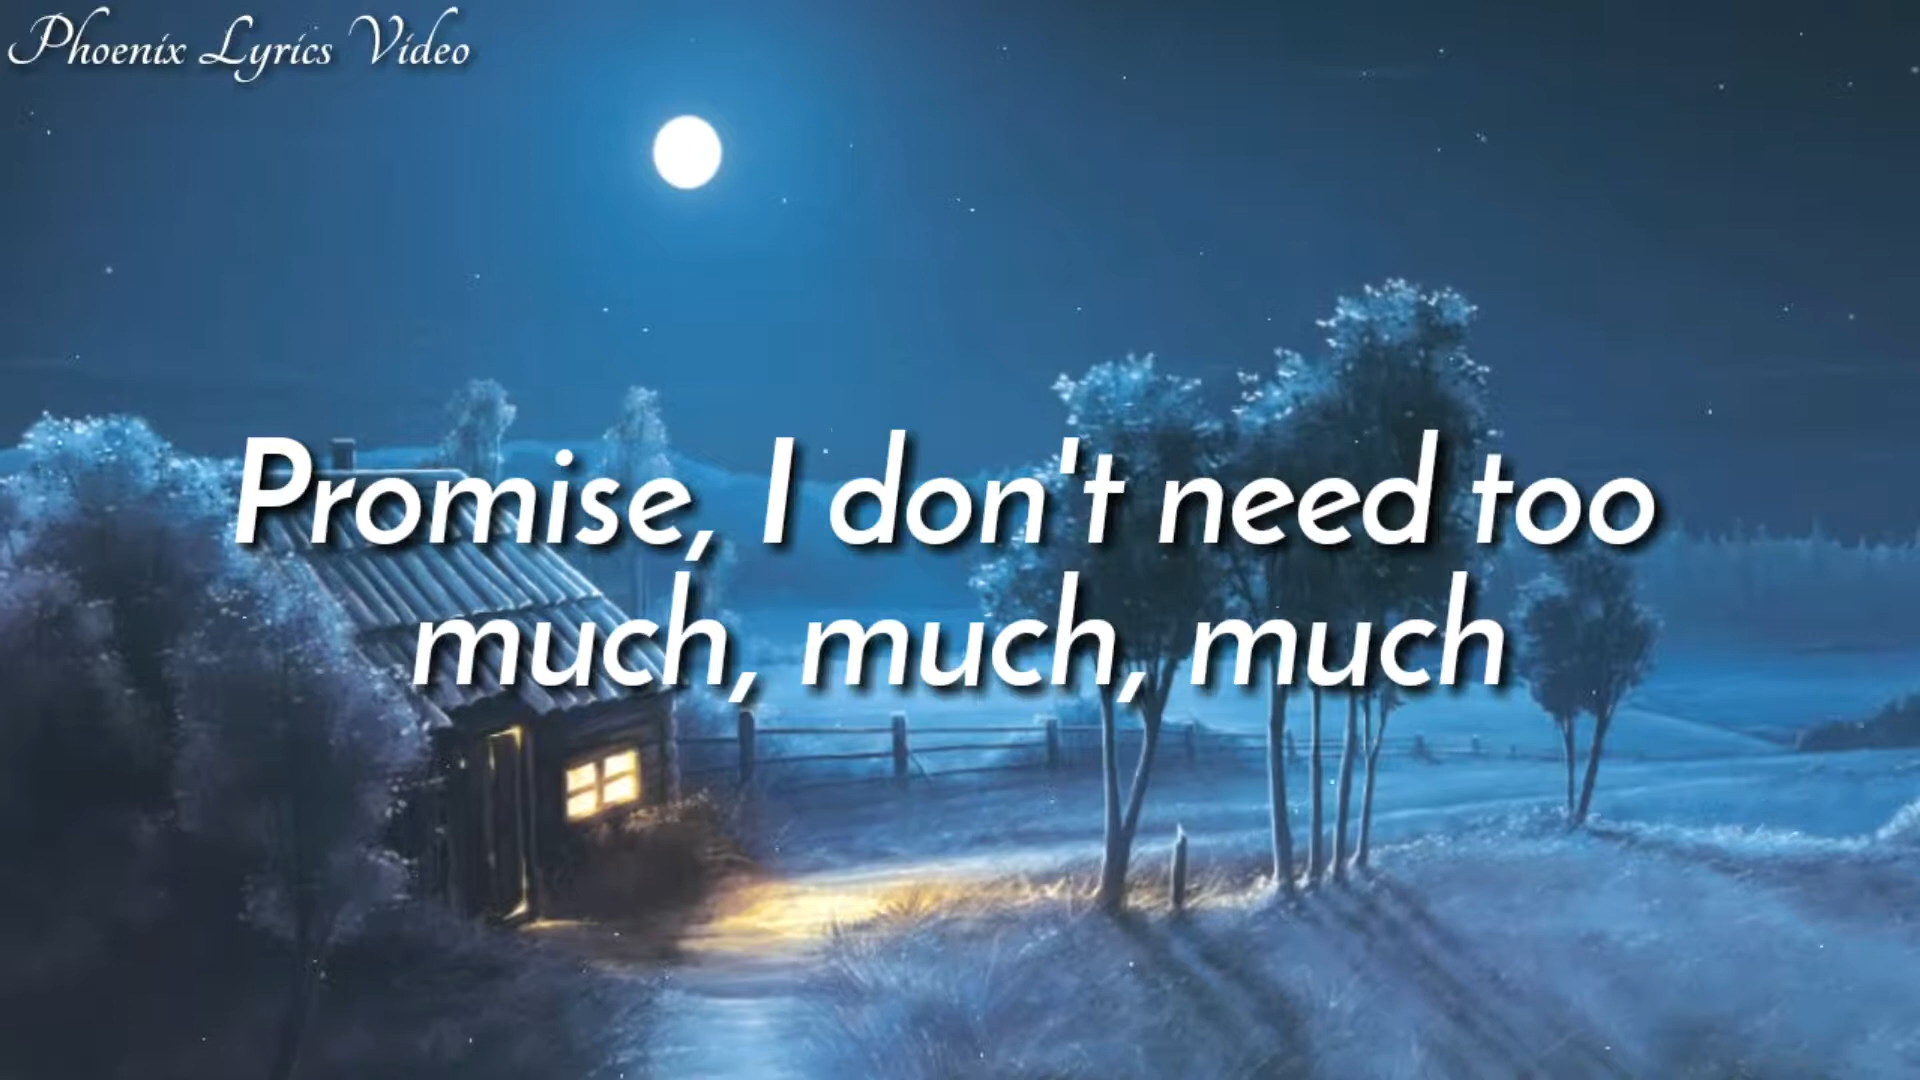 Phoenix Lyrics Video
Promise, I don't need too
much, much, much